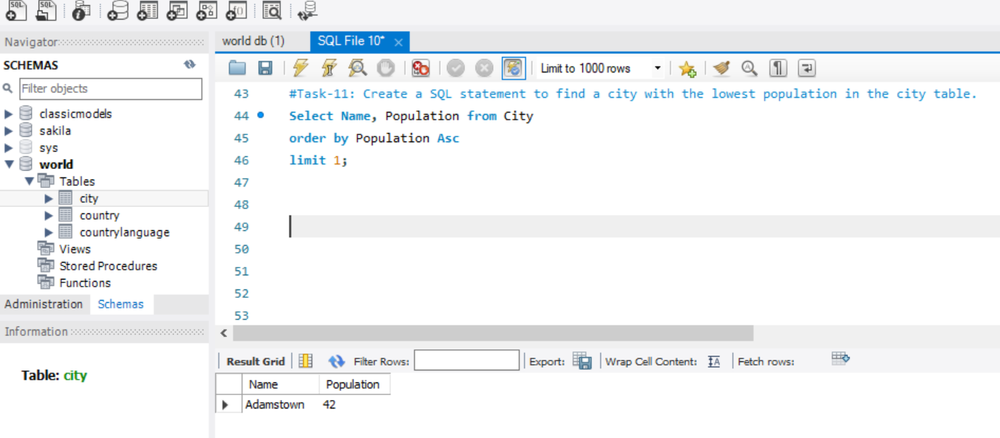 SQL SQL
Navigator
SCHEMAS
Filter objects
classicmodels
sakila
sys
world
Tables
city
country
countrylanguage
Views
Stored Procedures
Functions
Administration Schemas
Information
Table: city
world db (1) SQL File 10*
Limit to 1000 rows
43 #Task-11: Create a SQL statement to find a city with the lowest population in the city table.
44 Select Name, Population from City
45 order by Population Asc
46 limit 1;
47
48
49
50
51
52
53
Result Grid Filter Rows: Export: Wrap Cell Content: Fetch rows:
Name Population
Adamstown 42